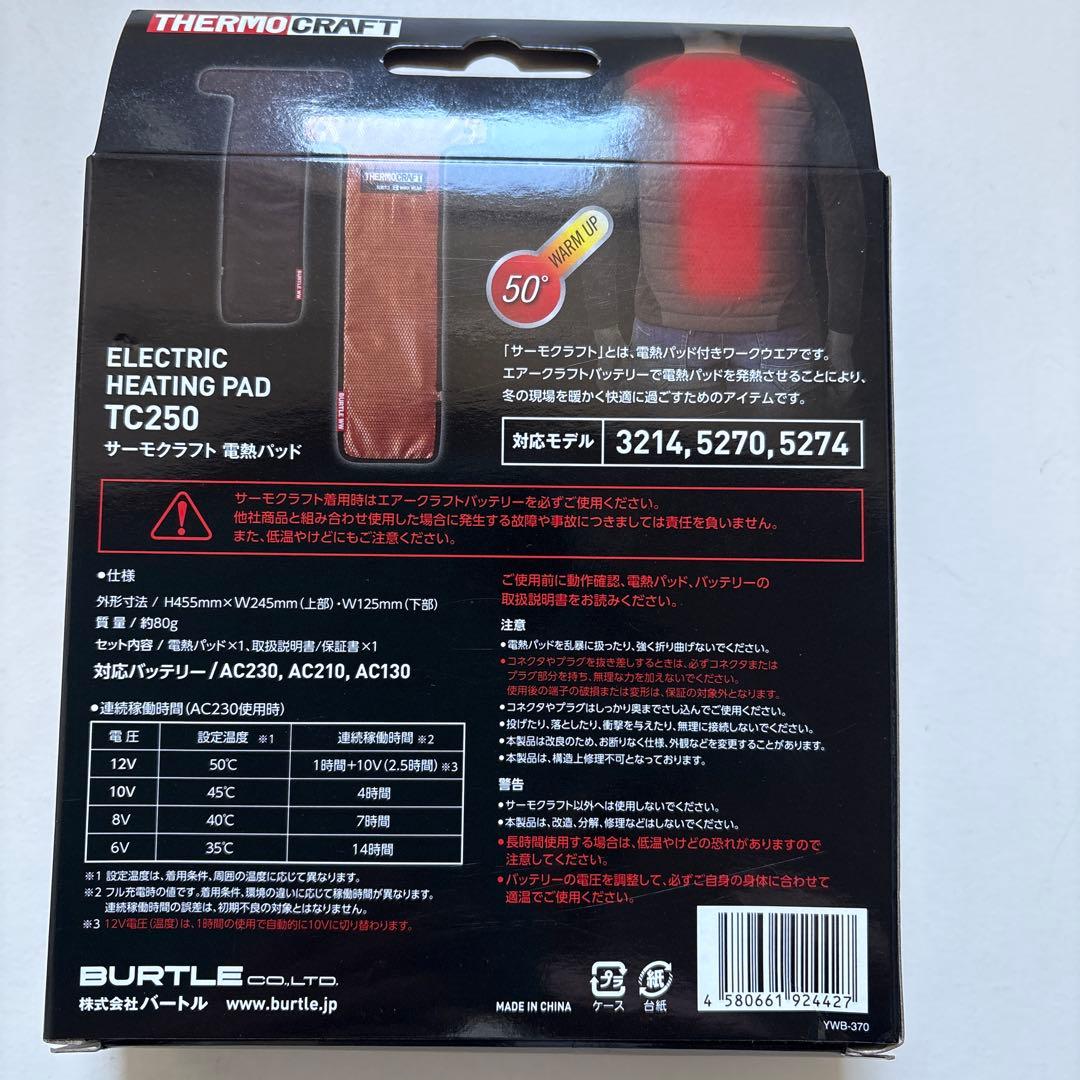 THERMOCRAFT
THERMOCRAFT
BURTLE WW
BURTLE WW
WARM UP
50°
ELECTRIC
HEATING PAD
TC250
サーモクラフト 電熱パッド
「サーモクラフト」とは、電熱パッド付きワークウエアです。
エアークラフトバッテリーで電熱パッドを発熱させることにより、
冬の現場を暖かく快適に過ごすためのアイテムです。
対応モデル 3214, 5270, 5274
サーモクラフト着用時はエアークラフトバッテリーを必ずご使用ください。
他社商品と組み合わせ使用した場合に発生する故障や事故につきましては責任を負いません。
また、低温やけどにもご注意ください。
●仕様
外形寸法 / H455mm×W245mm(上部)・W125mm(下部)
質 量 / 約80g
セット内容 / 電熱パッド×1、取扱説明書/保証書×1
対応バッテリー/AC230, AC210, AC130
●連続稼働時間(AC230使用時)
電 圧 設定温度 ※1 連続稼働時間 ※2
12V 50℃ 1時間+10V(2.5時間)※3
10V 45℃ 4時間
8V 40℃ 7時間
6V 35℃ 14時間
※1 設定温度は、着用条件、周囲の温度に応じて異なります。
※2 フル充電時の値です。着用条件、環境の違いに応じて稼働時間が異なります。
連続稼働時間の誤差は、初期不良の対象とはなりません。
※3 12V電圧(温度)は、1時間の使用で自動的に10Vに切り替わります。
ご使用前に動作確認、電熱パッド、バッテリーの
取扱説明書をお読みください。
注意
●電熱パッドを乱暴に扱ったり、強く折り曲げないでください。
●コネクタやプラグを抜き差しするときは、必ずコネクタまたは
プラグ部分を持ち、無理な力を加えないでください。
使用後の端子の破損または変形は、保証の対象外となります。
●コネクタやプラグはしっかり奥までさし込んでご使用ください。
●投げたり、落としたり、衝撃を与えたり、無理に接続しないでください。
●本製品は改良のため、お断りなく仕様、外観などを変更することがあります。
●本製品は、構造上修理不可となっております。
警告
●サーモクラフト以外へは使用しないでください。
●本製品は、改造、分解、修理などはしないでください。
●長時間使用する場合は、低温やけどの恐れがありますので
注意してください。
●バッテリーの電圧を調整して、必ずご自身の身体に合わせて
適温でご使用ください。
BURTLE CO.,LTD.
株式会社バートル www.burtle.jp
MADE IN CHINA
プラ
ケース
紙
台紙
4 580661 924427
YWB-370